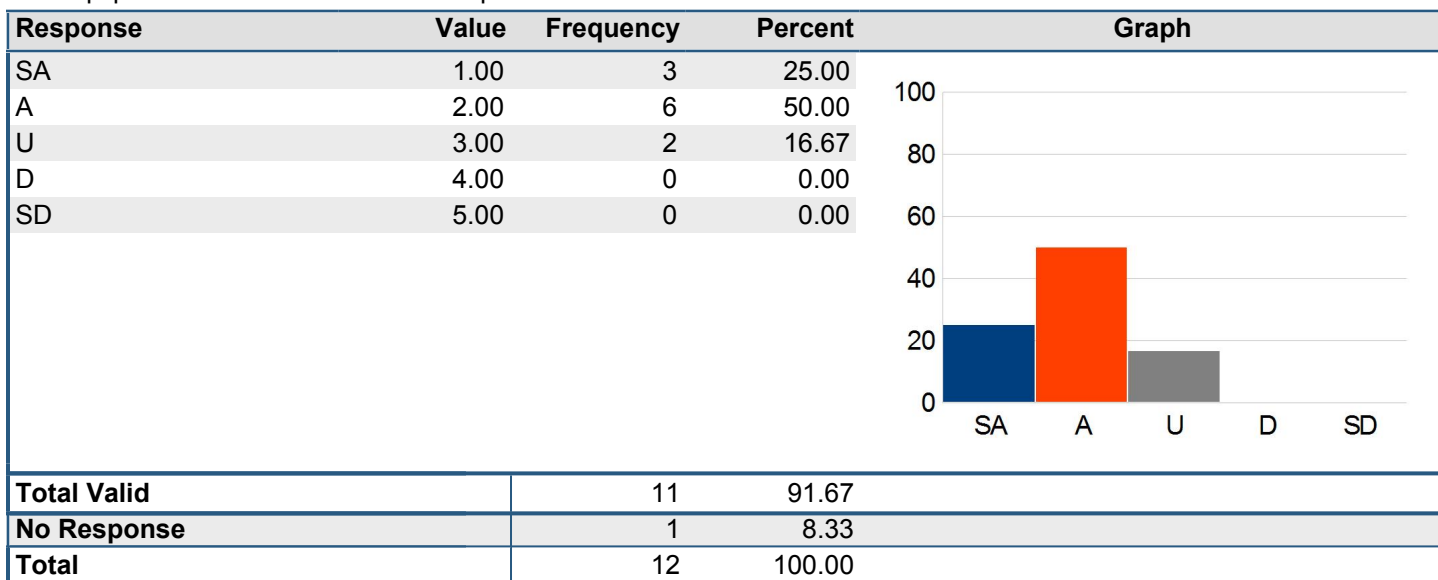 Response Value Frequency Percent Graph
SA 1.00 3 25.00
A 2.00 6 50.00
U 3.00 2 16.67
D 4.00 0 0.00
SD 5.00 0 0.00
100
80
60
40
20
0
SA A U D SD
Total Valid 11 91.67
No Response 1 8.33
Total 12 100.00